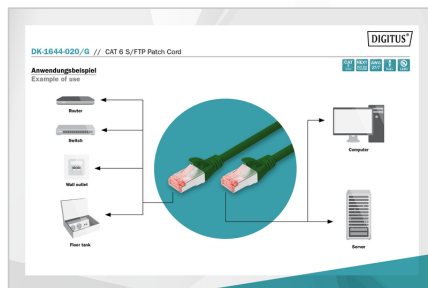 DIGITUS®
DK-1644-020/G // CAT 6 S/FTP Patch Cord
Anwendungsbeispiel
Example of use
Router
Switch
Wall outlet
Floor tank
Computer
Server